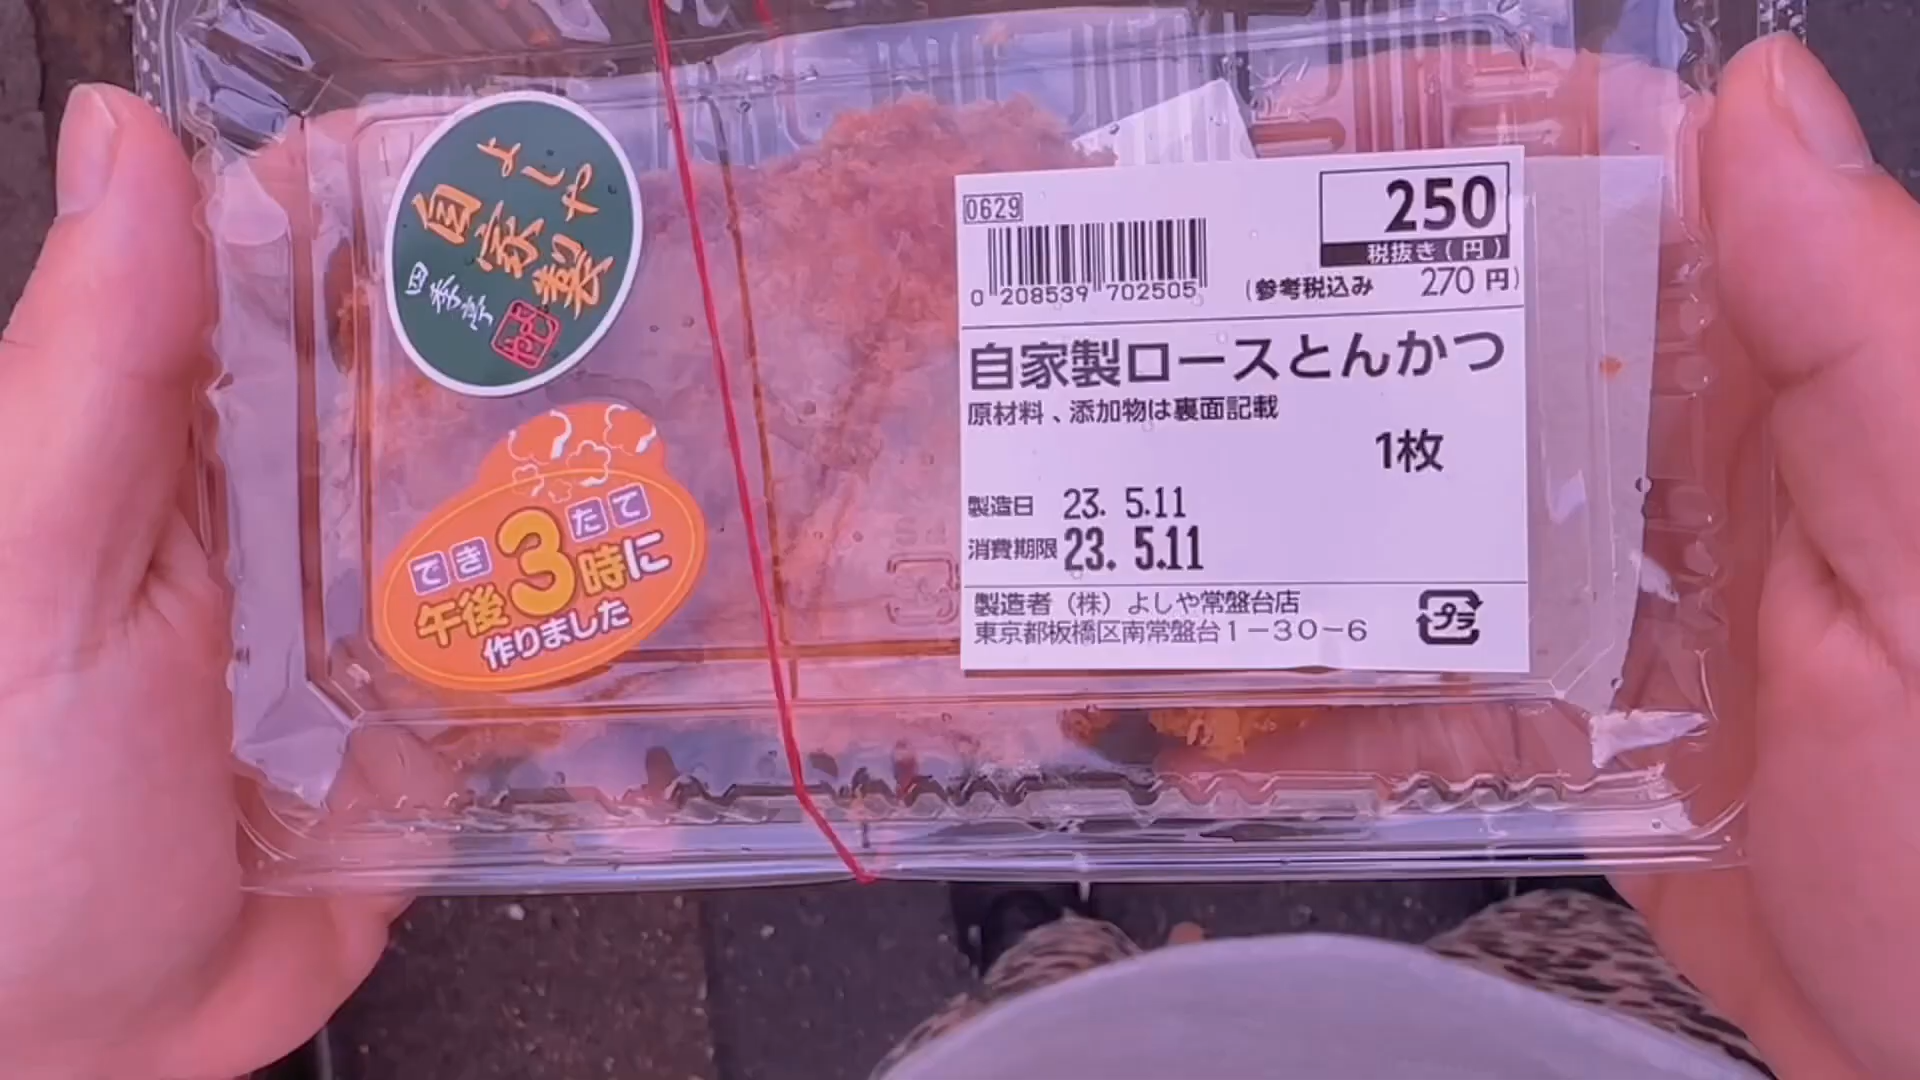 よしや
自家製
四季亭
できたて
午後3時に
作りました
0629
250
税抜き(円)
0 208539 702505
(参考税込み 270円)
自家製ロースとんかつ
原材料、添加物は裏面記載
1枚
製造日 23. 5.11
消費期限 23. 5.11
製造者(株)よしや常盤台店
東京都板橋区南常盤台1-30-6
プラ